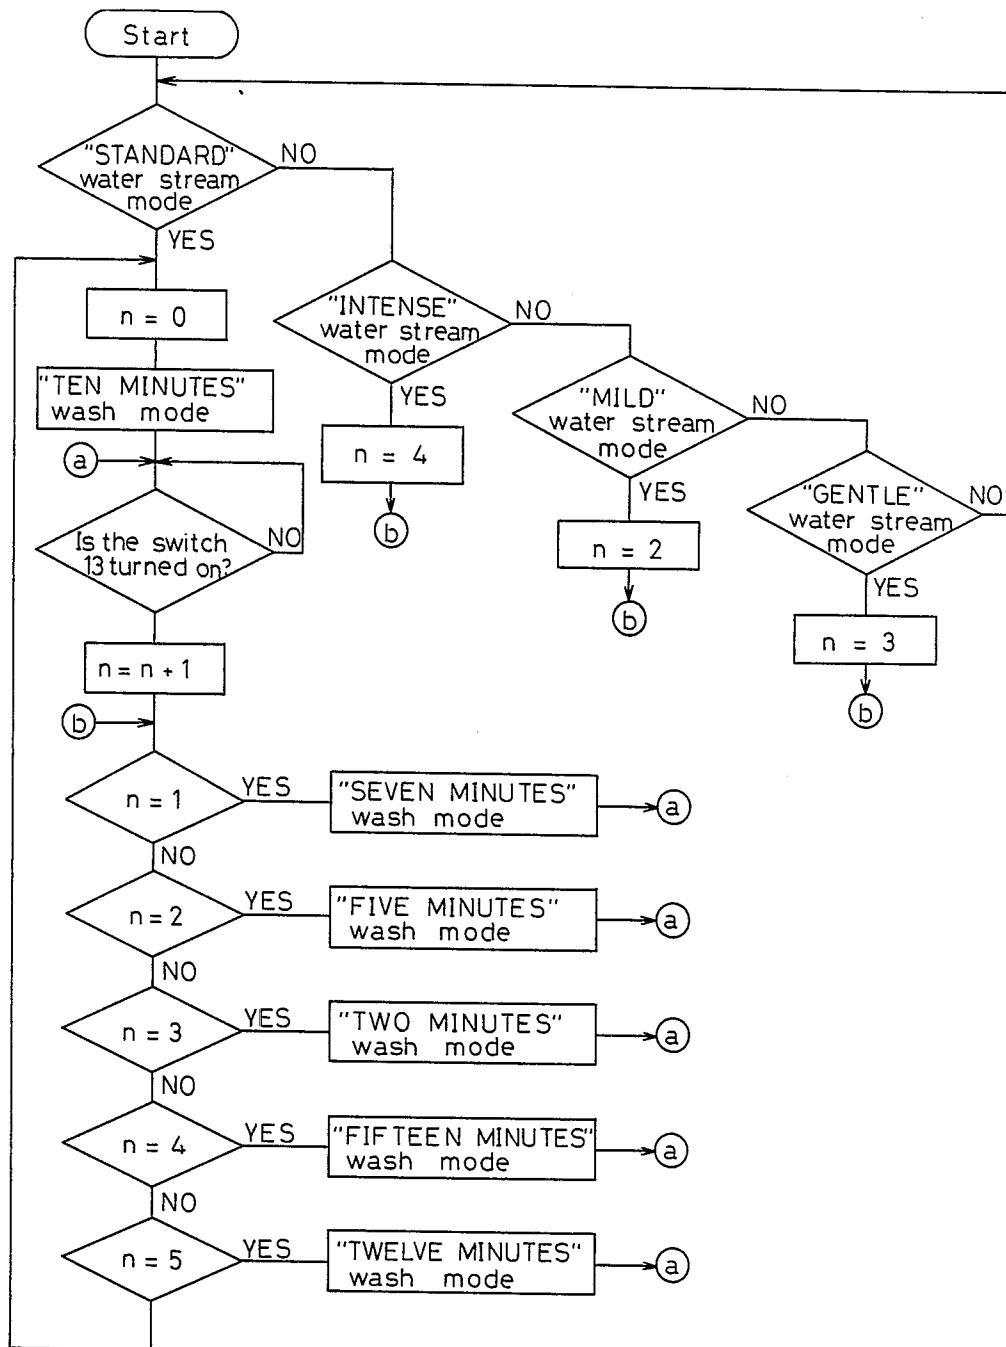 Start
"STANDARD"
water stream
mode
NO
YES
n = 0
"TEN MINUTES"
wash mode
a
Is the switch
13 turned on?
NO
n = n + 1
b
"INTENSE"
water stream
mode
NO
YES
n = 4
b
"MILD"
water stream
mode
NO
YES
n = 2
b
"GENTLE"
water stream
mode
NO
YES
n = 3
b
n = 1
YES
"SEVEN MINUTES"
wash mode
a
NO
n = 2
YES
"FIVE MINUTES"
wash mode
a
NO
n = 3
YES
"TWO MINUTES"
wash mode
a
NO
n = 4
YES
"FIFTEEN MINUTES"
wash mode
a
NO
n = 5
YES
"TWELVE MINUTES"
wash mode
a